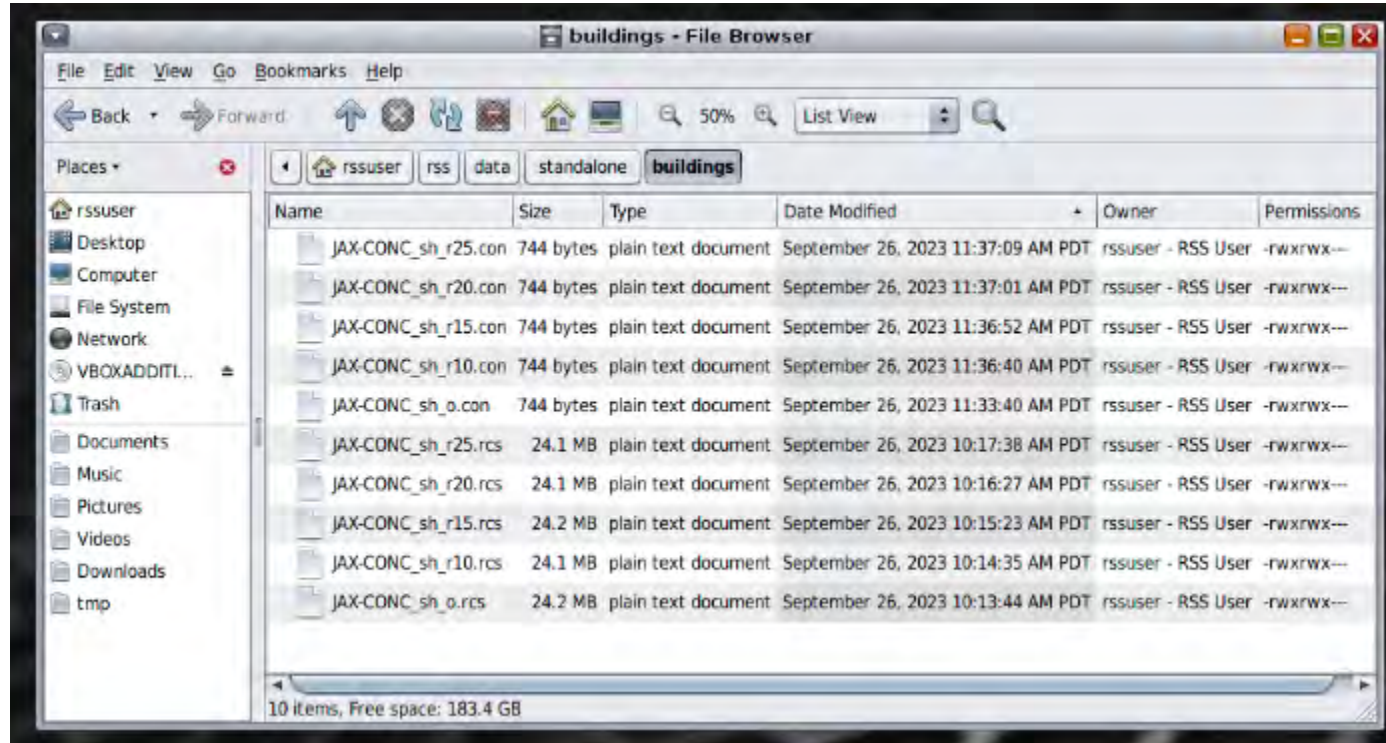 buildings - File Browser
File Edit View Go Bookmarks Help
Back Forward 50% List View
Places rssuser rss data standalone buildings
rssuser
Desktop
Computer
File System
Network
VBOXADDITI...
Trash
Documents
Music
Pictures
Videos
Downloads
tmp
Name Size Type Date Modified Owner Permissions
JAX-CONC_sh_r25.con 744 bytes plain text document September 26, 2023 11:37:09 AM PDT rssuser - RSS User -rwxrwx---
JAX-CONC_sh_r20.con 744 bytes plain text document September 26, 2023 11:37:01 AM PDT rssuser - RSS User -rwxrwx---
JAX-CONC_sh_r15.con 744 bytes plain text document September 26, 2023 11:36:52 AM PDT rssuser - RSS User -rwxrwx---
JAX-CONC_sh_r10.con 744 bytes plain text document September 26, 2023 11:36:40 AM PDT rssuser - RSS User -rwxrwx---
JAX-CONC_sh_o.con 744 bytes plain text document September 26, 2023 11:33:40 AM PDT rssuser - RSS User -rwxrwx---
JAX-CONC_sh_r25.rcs 24.1 MB plain text document September 26, 2023 10:17:38 AM PDT rssuser - RSS User -rwxrwx---
JAX-CONC_sh_r20.rcs 24.1 MB plain text document September 26, 2023 10:16:27 AM PDT rssuser - RSS User -rwxrwx---
JAX-CONC_sh_r15.rcs 24.2 MB plain text document September 26, 2023 10:15:23 AM PDT rssuser - RSS User -rwxrwx---
JAX-CONC_sh_r10.rcs 24.1 MB plain text document September 26, 2023 10:14:35 AM PDT rssuser - RSS User -rwxrwx---
JAX-CONC_sh_o.rcs 24.2 MB plain text document September 26, 2023 10:13:44 AM PDT rssuser - RSS User -rwxrwx---
10 items, Free space: 183.4 GB